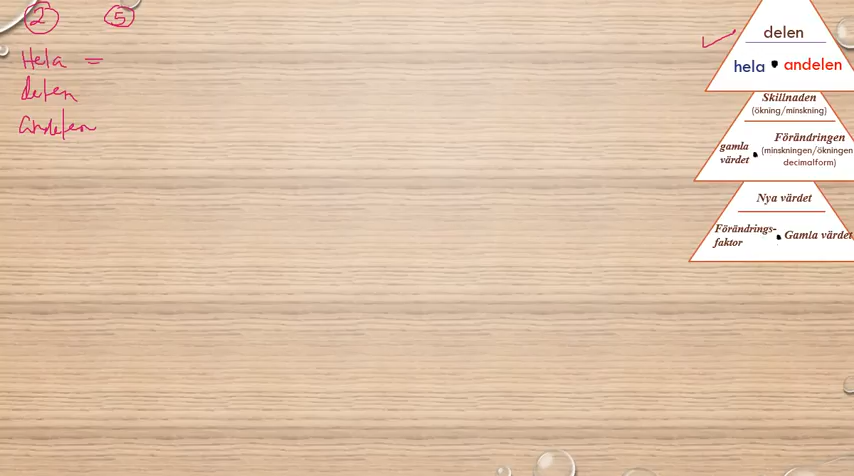 2 5
Hela =
delen
andelen
delen
hela • andelen
Skillnaden
(ökning/minskning)
Förändringen
gamla
värdet • (minskningen/ökningen
decimalform)
Nya värdet
Förändrings-
faktor • Gamla värdet